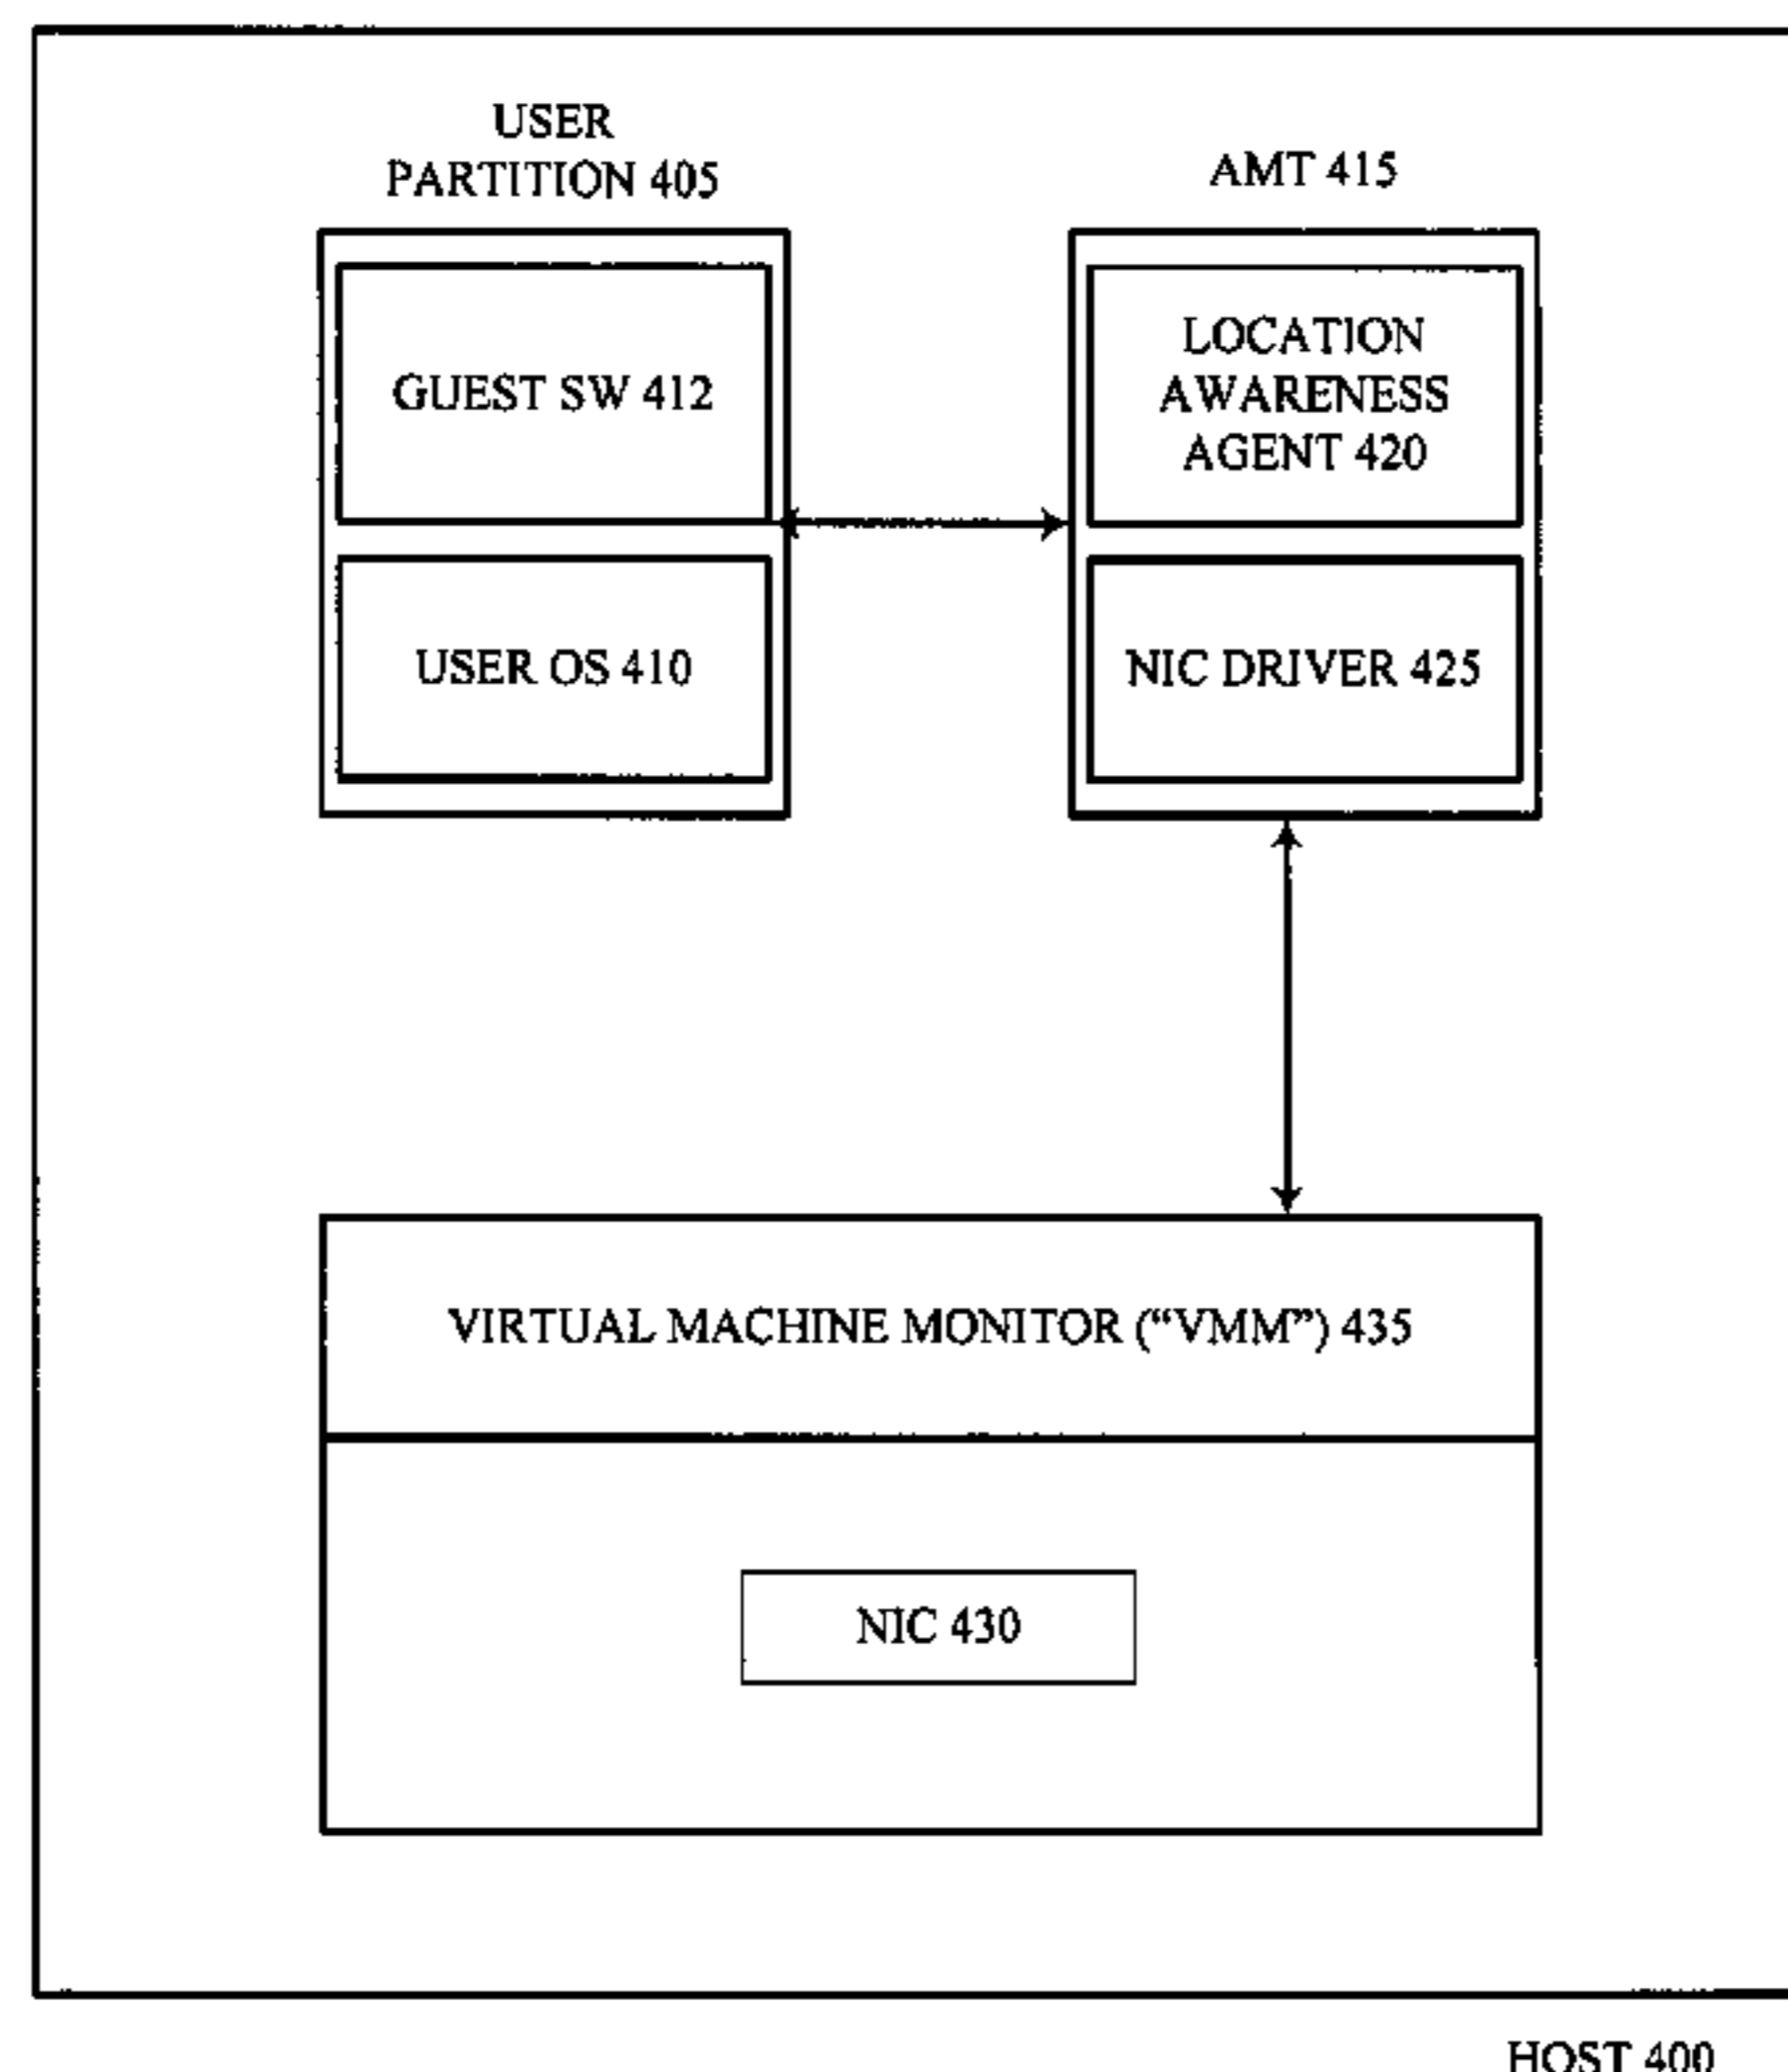 USER
PARTITION 405
AMT 415
GUEST SW 412
LOCATION
AWARENESS
AGENT 420
USER OS 410
NIC DRIVER 425
VIRTUAL MACHINE MONITOR (“VMM”) 435
NIC 430
HOST 400